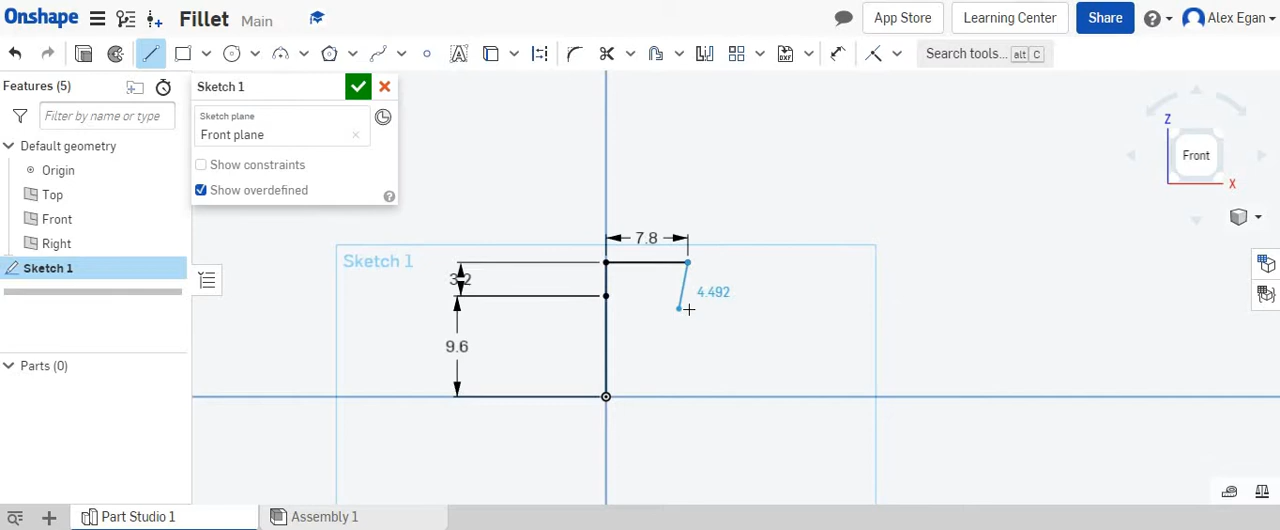 Onshape
Fillet Main
App Store
Learning Center
Share
Alex Egan
Search tools... alt C
Features (5)
Filter by name or type
Default geometry
Origin
Top
Front
Right
Sketch 1
Parts (0)
Sketch 1
Sketch plane
Front plane
Show constraints
Show overdefined
Z
Front
X
7.8
Sketch 1
3.2
4.492
9.6
Part Studio 1
Assembly 1